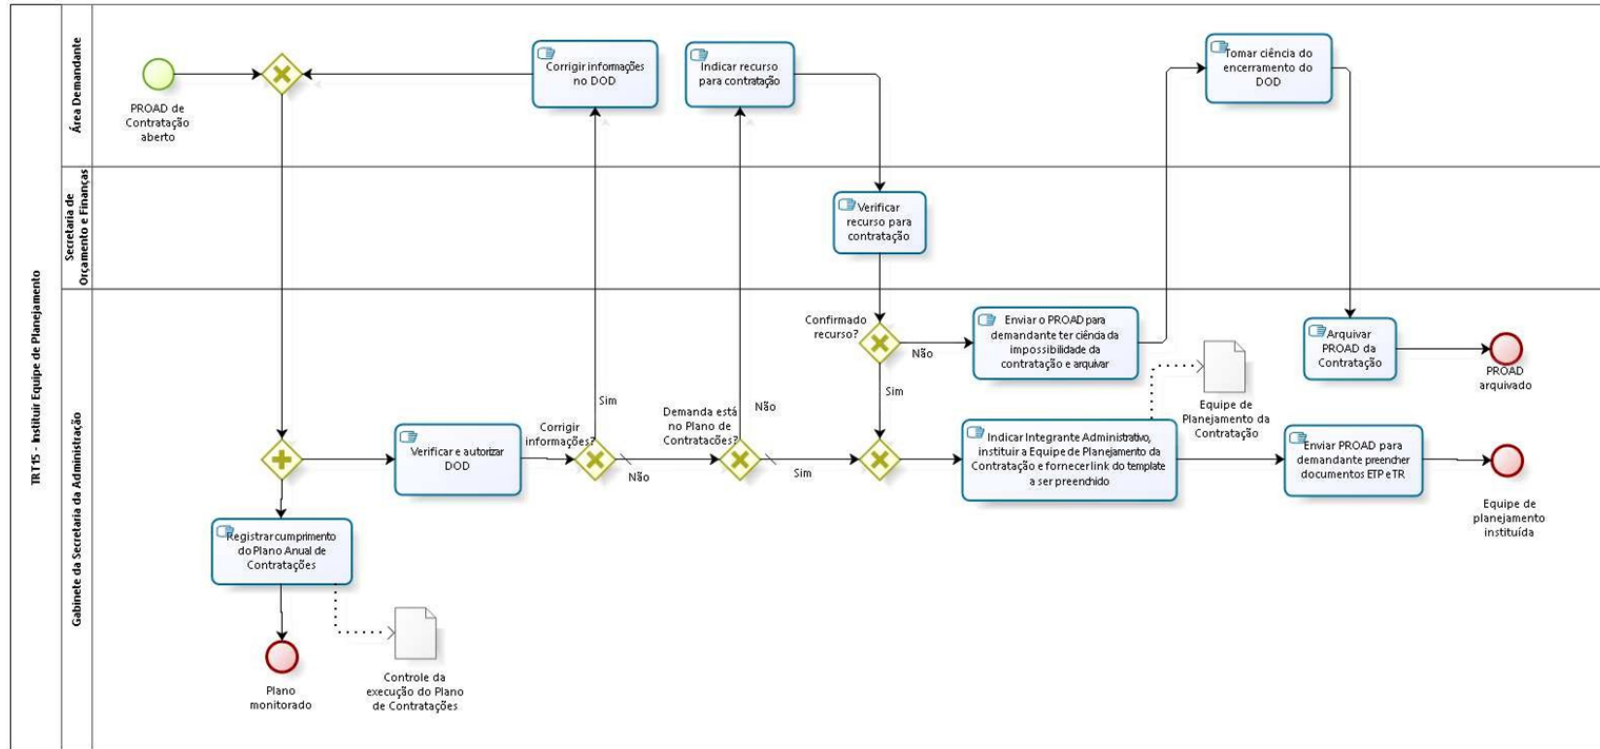 TRT15 - Instituir Equipe de Planejamento
Área Demandante
PROAD de
Contratação
aberto
Corrigir informações
no DOD
Indicar recurso
para contratação
Tomar ciência do
encerramento do
DOD
Secretaria de
Orçamento e Finanças
Verificar
recurso para
contratação
Gabinete da Secretaria da Administração
Confirmado
recurso?
Não
Sim
Enviar o PROAD para
demandante ter ciência da
impossibilidade da
contratação e arquivar
Arquivar
PROAD da
Contratação
PROAD
arquivado
Equipe de
Planejamento da
Contratação
Verificar e autorizar
DOD
Corrigir
informações?
Sim
Não
Demanda está
no Plano de
Contratações?
Não
Sim
Indicar Integrante Administrativo,
instituir a Equipe de Planejamento da
Contratação e fornecer link do template
a ser preenchido
Enviar PROAD para
demandante preencher
documentos ETP e TR
Equipe de
planejamento
instituída
Registrar cumprimento
do Plano Anual de
Contratações
Plano
monitorado
Controle da
execução do Plano
de Contratações